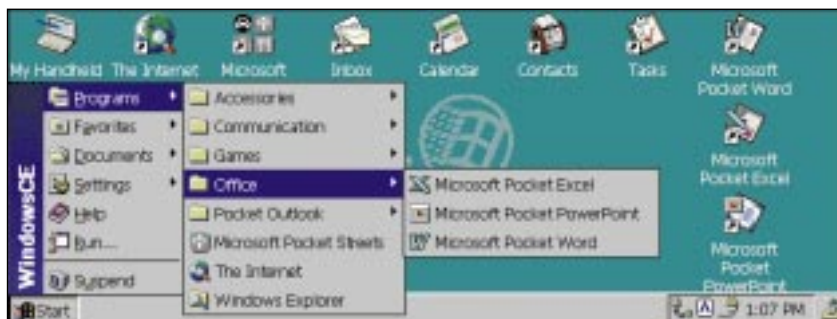 My Handheld The Internet Microsoft Inbox Calendar Contacts Tasks Microsoft
Pocket Word
Microsoft
Pocket Excel
Microsoft
Pocket
PowerPoint
WindowsCE
Programs
Favorites
Documents
Settings
Help
Run...
Suspend
Accessories
Communication
Games
Office
Pocket Outlook
Microsoft Pocket Streets
The Internet
Windows Explorer
Microsoft Pocket Excel
Microsoft Pocket PowerPoint
Microsoft Pocket Word
Start
A
1:07 PM